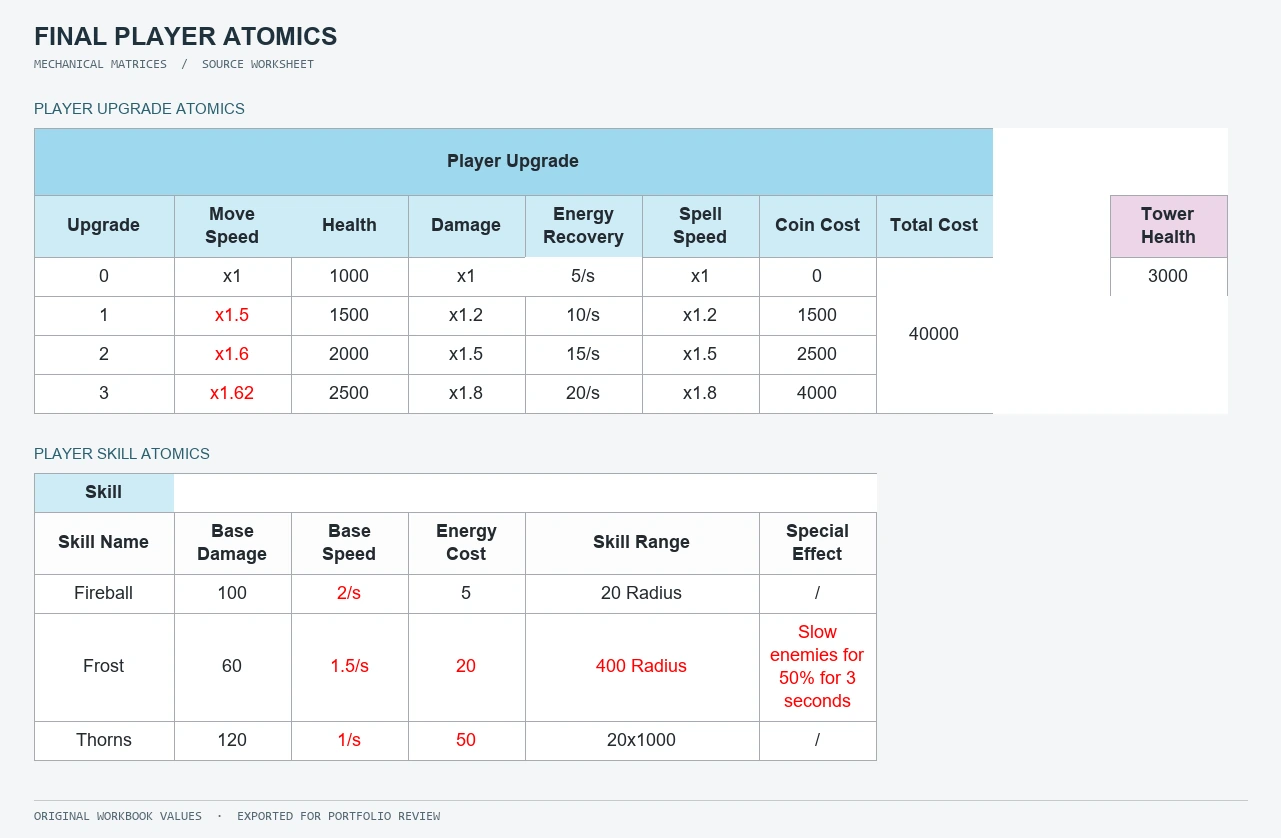 FINAL PLAYER ATOMICS
MECHANICAL MATRICES / SOURCE WORKSHEET
PLAYER UPGRADE ATOMICS
Player Upgrade
Upgrade Move Speed Health Damage Energy Recovery Spell Speed Coin Cost Total Cost Tower Health
0 x1 1000 x1 5/s x1 0 3000
1 x1.5 1500 x1.2 10/s x1.2 1500
40000
2 x1.6 2000 x1.5 15/s x1.5 2500
3 x1.62 2500 x1.8 20/s x1.8 4000
PLAYER SKILL ATOMICS
Skill
Skill Name Base Damage Base Speed Energy Cost Skill Range Special Effect
Fireball 100 2/s 5 20 Radius /
Frost 60 1.5/s 20 400 Radius Slow enemies for 50% for 3 seconds
Thorns 120 1/s 50 20x1000 /
ORIGINAL WORKBOOK VALUES · EXPORTED FOR PORTFOLIO REVIEW